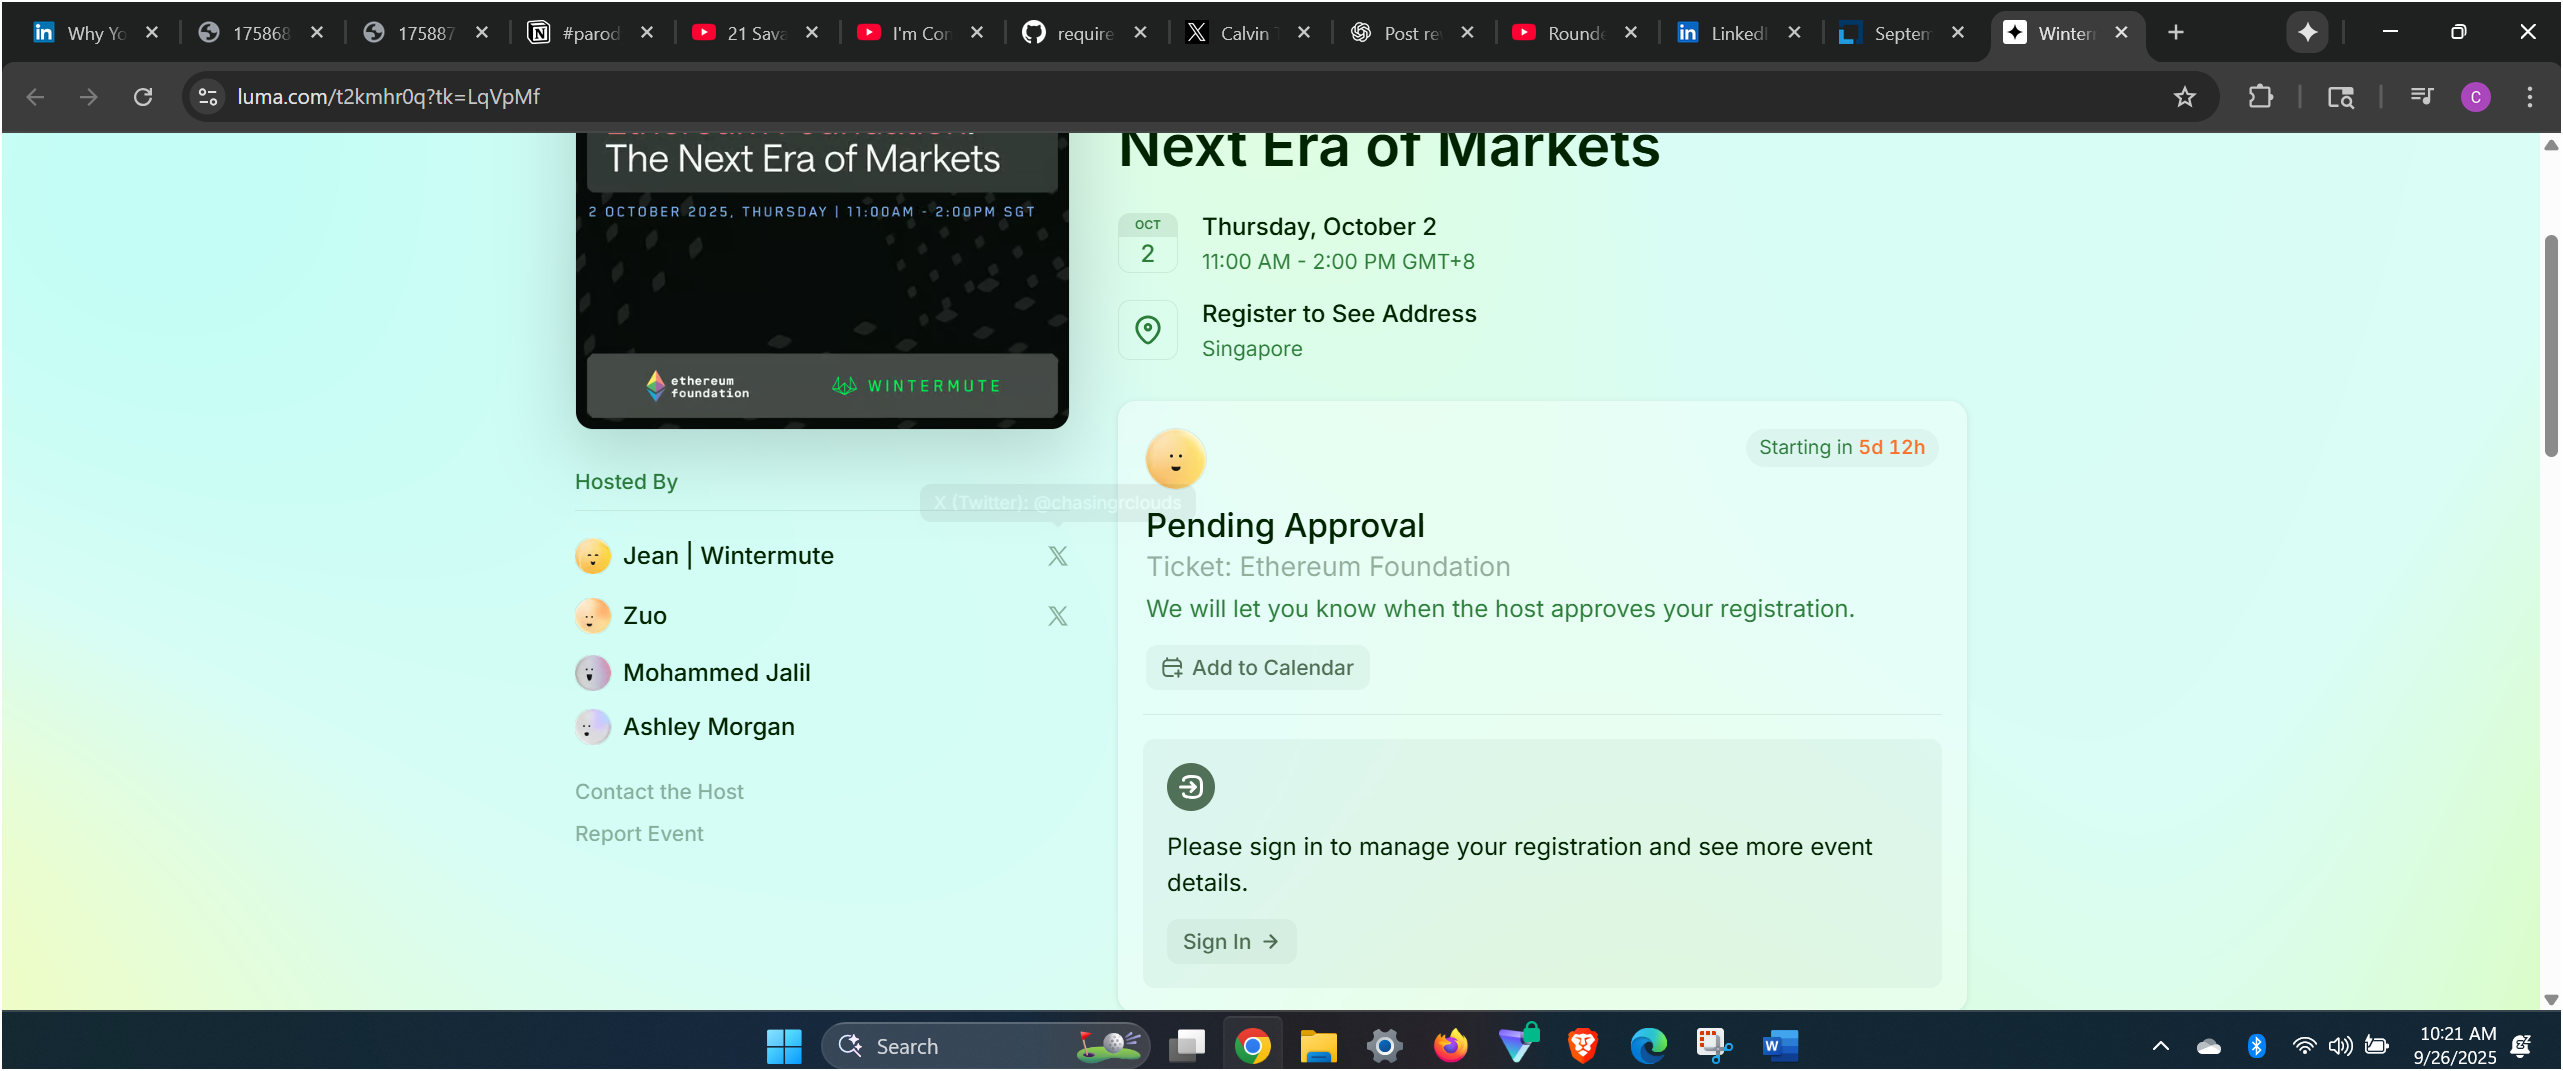 Why Yo
175868
175887
#parod
21 Sava
I'm Con
require
Calvin T
Post re
Rounde
LinkedI
Septem
Winter
luma.com/t2kmhr0q?tk=LqVpMf
Ethereum Foundation:
The Next Era of Markets
2 OCTOBER 2025, THURSDAY | 11:00AM - 2:00PM SGT
ethereum
foundation
WINTERMUTE
Hosted By
X (Twitter): @chasingrclouds
Jean | Wintermute
Zuo
Mohammed Jalil
Ashley Morgan
Contact the Host
Report Event
Next Era of Markets
OCT
2
Thursday, October 2
11:00 AM - 2:00 PM GMT+8
Register to See Address
Singapore
Starting in 5d 12h
Pending Approval
Ticket: Ethereum Foundation
We will let you know when the host approves your registration.
Add to Calendar
Please sign in to manage your registration and see more event
details.
Sign In
Search
10:21 AM
9/26/2025